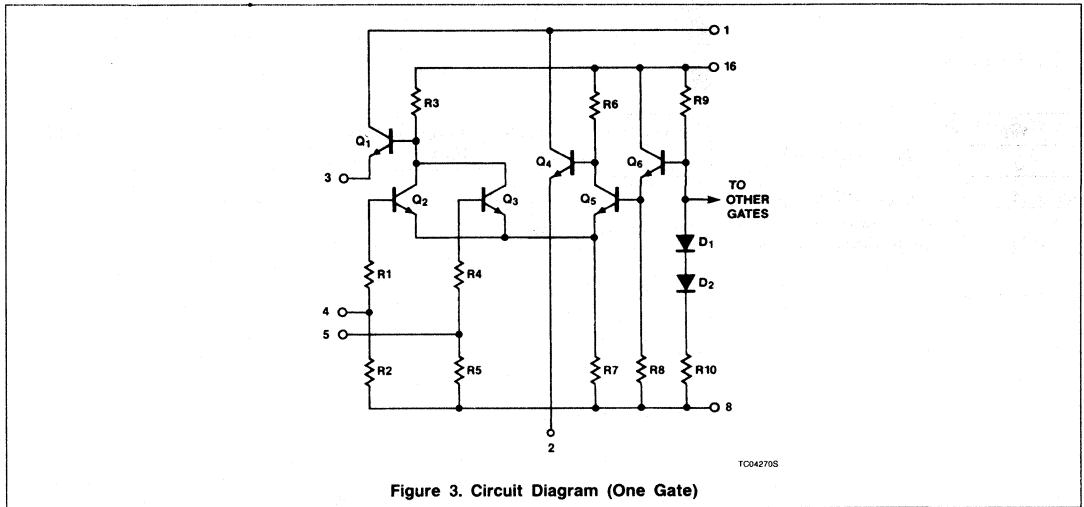 1
16
R3
R6
R9
Q1
Q4
Q6
3
Q2
Q3
Q5
TO
OTHER
GATES
D1
R1
R4
D2
4
5
R2
R5
R7
R8
R10
8
2
TC04270S
Figure 3. Circuit Diagram (One Gate)